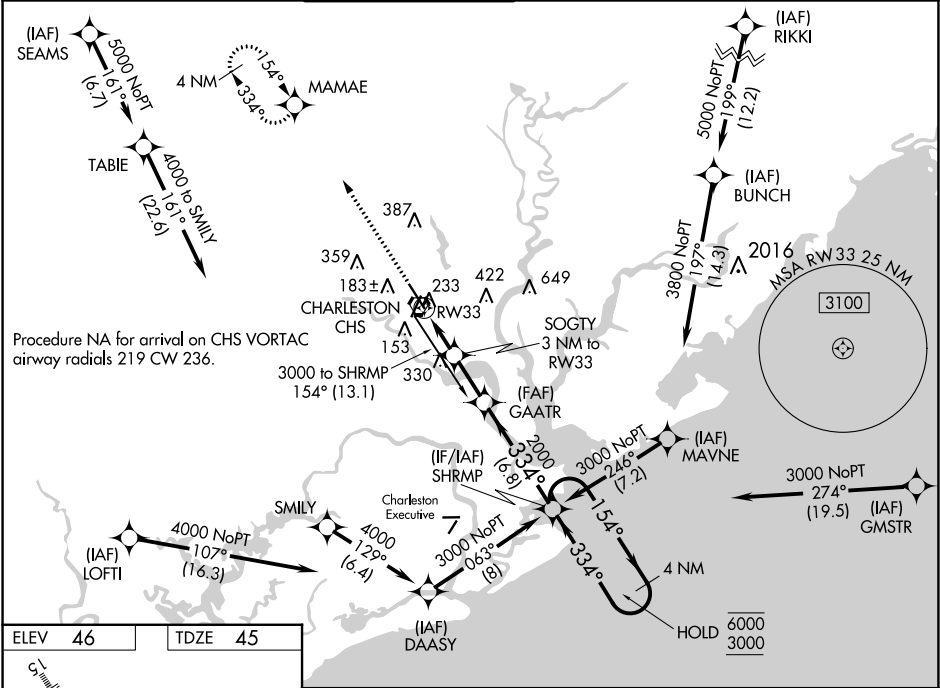 (IAF)
SEAMS
5000 NoPT
161°
(6.7)
4 NM
154°
334°
MAMAE
(IAF)
RIKKI
5000 NoPT
199°
(12.2)
TABIE
4000 to SMILY
161°
(22.6)
(IAF)
BUNCH
3800 NoPT
197°
(14.3)
2016
MSA RW33 25 NM
3100
387
359
183±
233
422
649
CHARLESTON
CHS
RW33
153
330
SOGTY
3 NM to
RW33
Procedure NA for arrival on CHS VORTAC
airway radials 219 CW 236.
3000 to SHRMP
154° (13.1)
(FAF)
GAATR
2000
334°
(6.8)
(IF/IAF)
SHRMP
3000 NoPT
246°
(7.2)
(IAF)
MAVNE
3000 NoPT
274°
(19.5)
(IAF)
GMSTR
SMILY
Charleston
Executive
4000 NoPT
107°
(16.3)
(IAF)
LOFTI
4000
129°
(6.4)
3000 NoPT
063°
(8)
154°
334°
4 NM
(IAF)
DAASY
HOLD
6000
3000
ELEV 46
TDZE 45
15